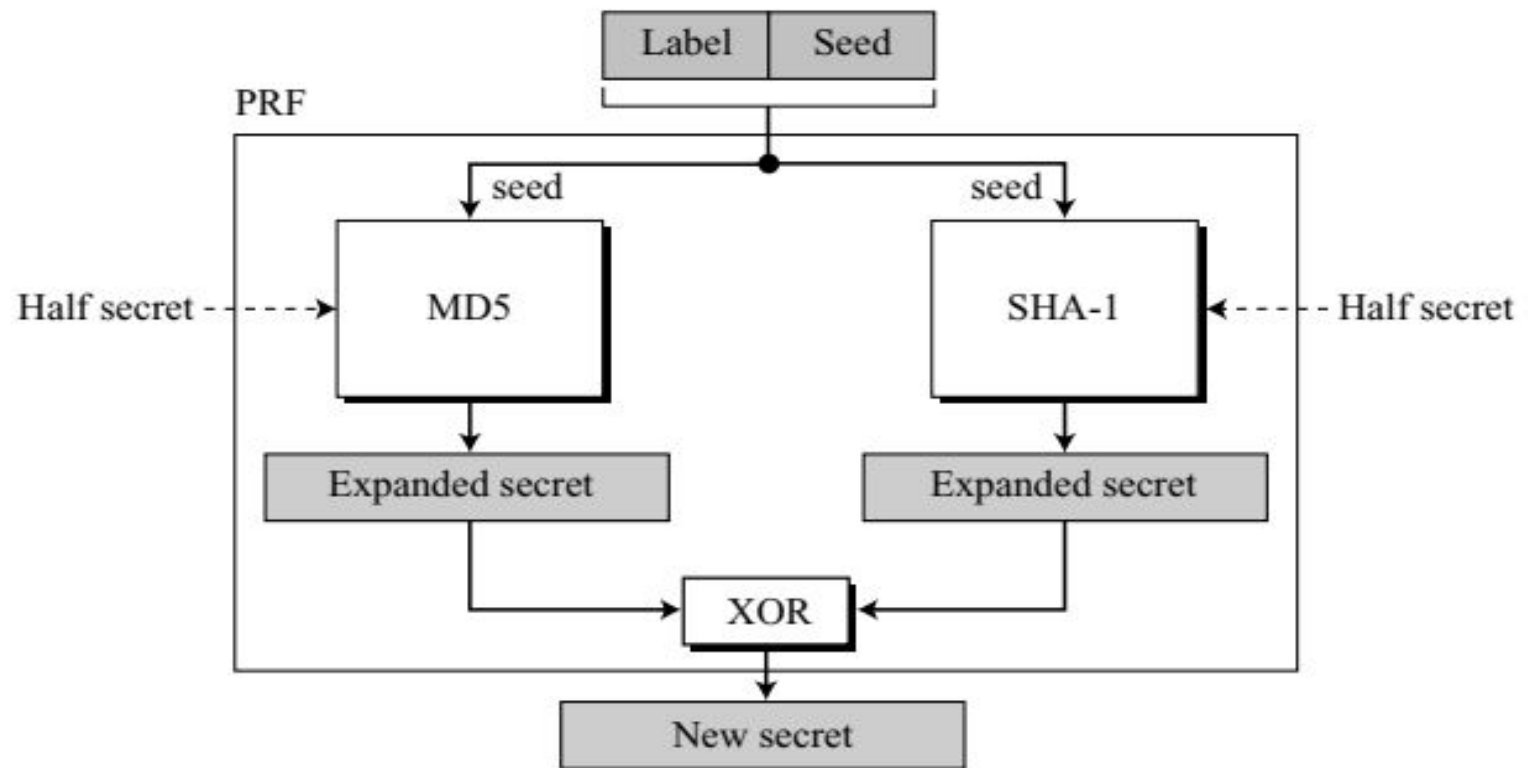 Label Seed
PRF
seed seed
Half secret MD5 SHA-1 Half secret
Expanded secret Expanded secret
XOR
New secret